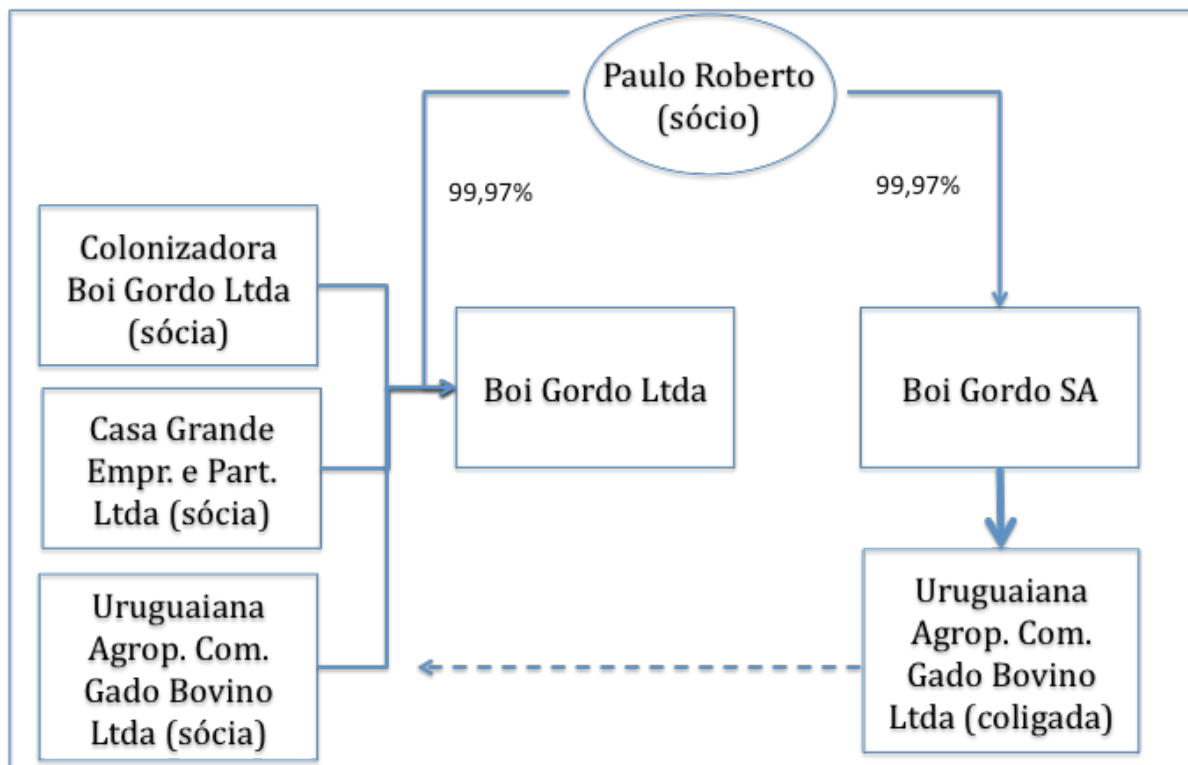 Paulo Roberto
(sócio)
99,97%
99,97%
Colonizadora
Boi Gordo Ltda
(sócia)
Boi Gordo Ltda
Boi Gordo SA
Casa Grande
Empr. e Part.
Ltda (sócia)
Uruguaiana
Agrop. Com.
Gado Bovino
Ltda (sócia)
Uruguaiana
Agrop. Com.
Gado Bovino
Ltda (coligada)